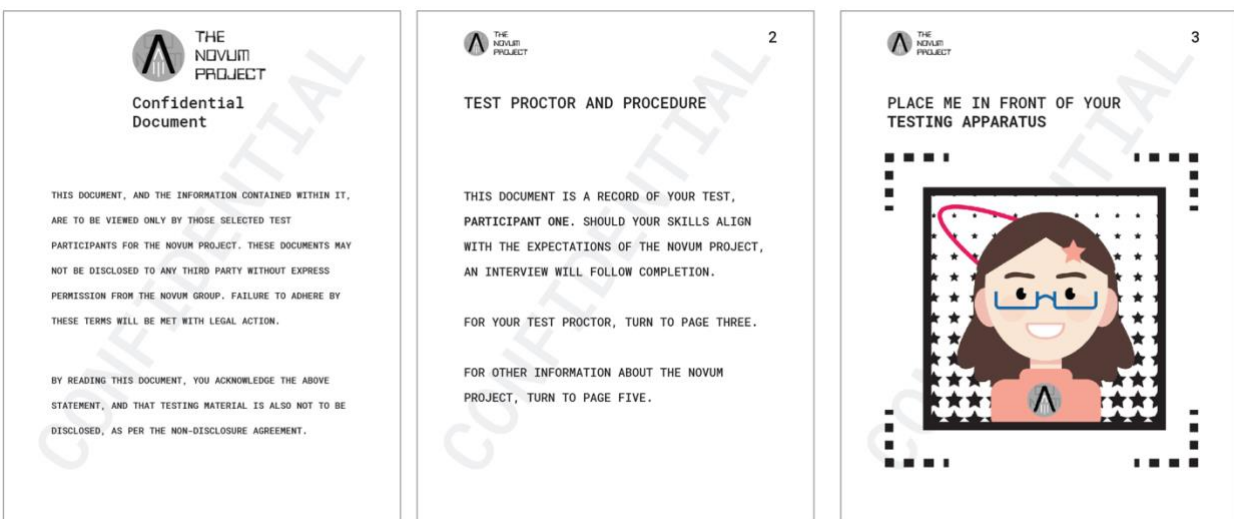 THE
NOVUM
PROJECT
Confidential
Document
THIS DOCUMENT, AND THE INFORMATION CONTAINED WITHIN IT,
ARE TO BE VIEWED ONLY BY THOSE SELECTED TEST
PARTICIPANTS FOR THE NOVUM PROJECT. THESE DOCUMENTS MAY
NOT BE DISCLOSED TO ANY THIRD PARTY WITHOUT EXPRESS
PERMISSION FROM THE NOVUM GROUP. FAILURE TO ADHERE BY
THESE TERMS WILL BE MET WITH LEGAL ACTION.
BY READING THIS DOCUMENT, YOU ACKNOWLEDGE THE ABOVE
STATEMENT, AND THAT TESTING MATERIAL IS ALSO NOT TO BE
DISCLOSED, AS PER THE NON-DISCLOSURE AGREEMENT.
CONFIDENTIAL
THE
NOVUM
PROJECT
2
TEST PROCTOR AND PROCEDURE
THIS DOCUMENT IS A RECORD OF YOUR TEST,
PARTICIPANT ONE. SHOULD YOUR SKILLS ALIGN
WITH THE EXPECTATIONS OF THE NOVUM PROJECT,
AN INTERVIEW WILL FOLLOW COMPLETION.
FOR YOUR TEST PROCTOR, TURN TO PAGE THREE.
FOR OTHER INFORMATION ABOUT THE NOVUM
PROJECT, TURN TO PAGE FIVE.
CONFIDENTIAL
THE
NOVUM
PROJECT
3
PLACE ME IN FRONT OF YOUR
TESTING APPARATUS
CONFIDENTIAL